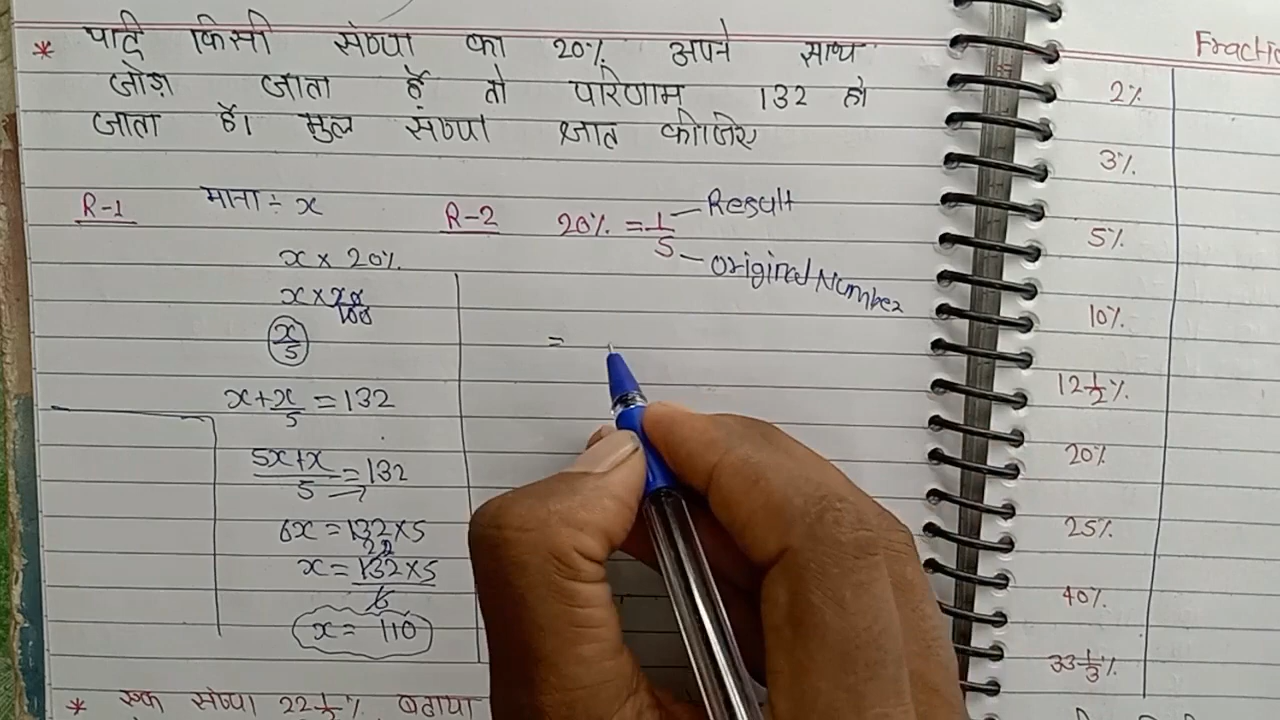 * यदि किसी संख्या का 20% अपने साथ
जोड़ा जाता है तो परिणाम 132 हो
जाता है। मुल संख्या ज्ञात कीजिए
R-1 माना÷ x
x × 20%
x × 20/100
x/5
x + x/5 = 132
5x+x/5 = 132
6x = 132×5
22
x = 132×5/6
x = 110
R-2 20% = 1/5 — Result
— Original Number
=
* एक संख्या 22 1/2 % बढाया
2%
3%
5%
10%
12 1/2 %
20%
25%
40%
33 1/3 %